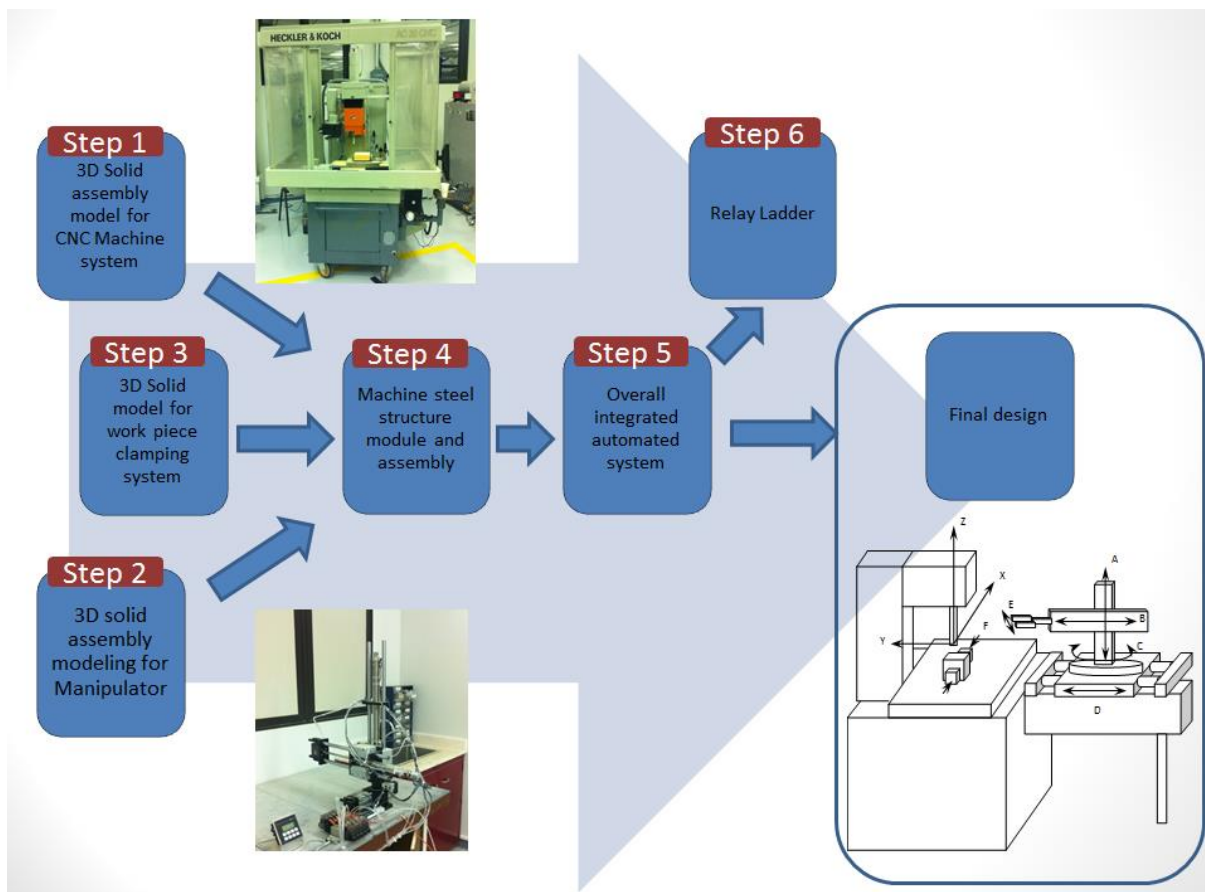 HECKLER & KOCH
Step 1
3D Solid
assembly
model for
CNC Machine
system
Step 3
3D Solid
model for
work piece
clamping
system
Step 2
3D solid
assembly
modeling for
Manipulator
Step 4
Machine steel
structure
module and
assembly
Step 5
Overall
integrated
automated
system
Step 6
Relay Ladder
Final design
Z
A
X
E
B
F
Y
C
D